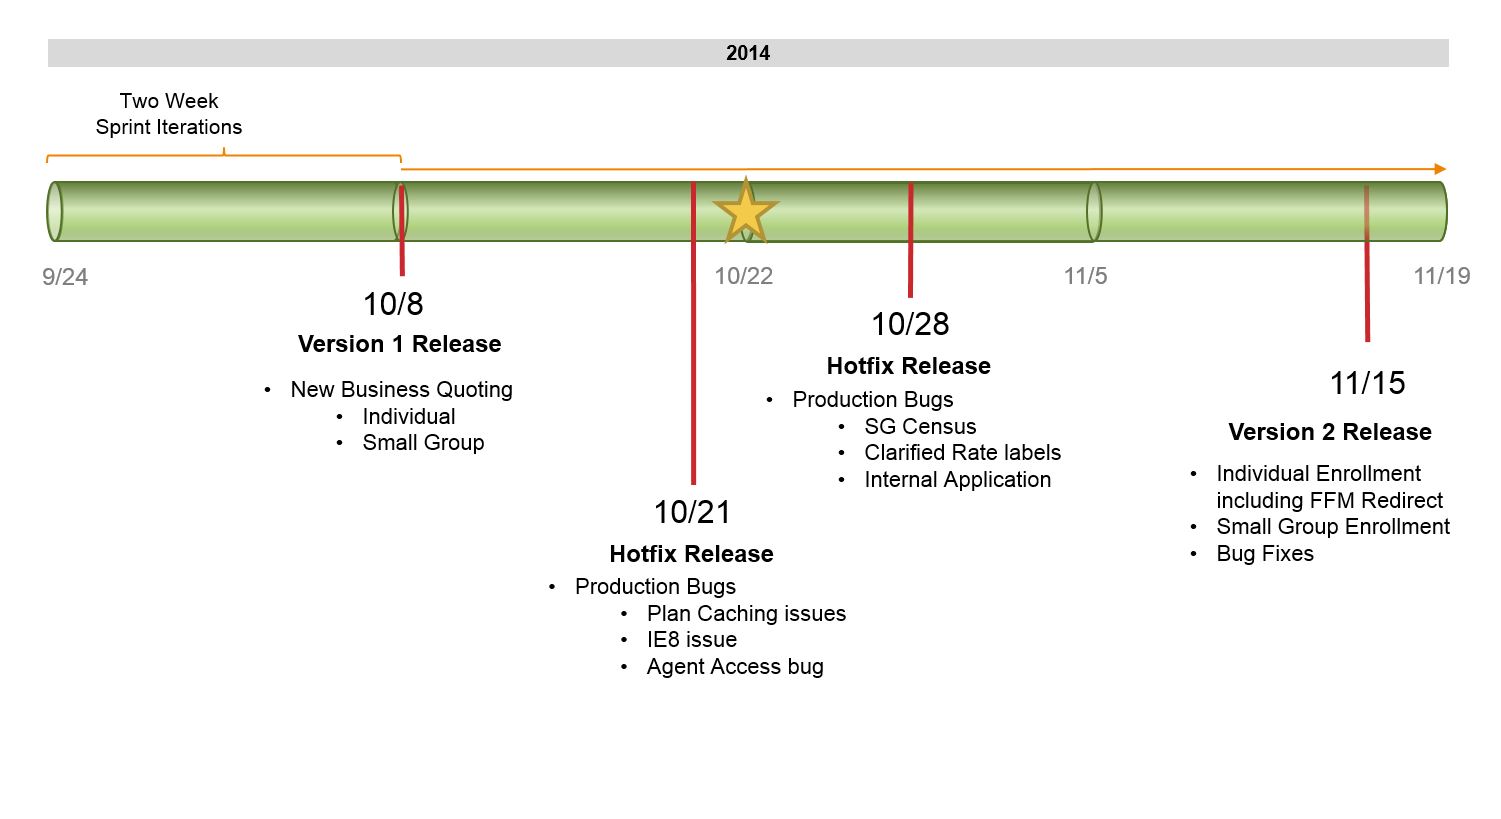 2014
Two Week
Sprint Iterations
9/24
10/22
11/5
11/19
10/8
Version 1 Release
• New Business Quoting
• Individual
• Small Group
10/21
Hotfix Release
• Production Bugs
• Plan Caching issues
• IE8 issue
• Agent Access bug
10/28
Hotfix Release
• Production Bugs
• SG Census
• Clarified Rate labels
• Internal Application
11/15
Version 2 Release
• Individual Enrollment
including FFM Redirect
• Small Group Enrollment
• Bug Fixes